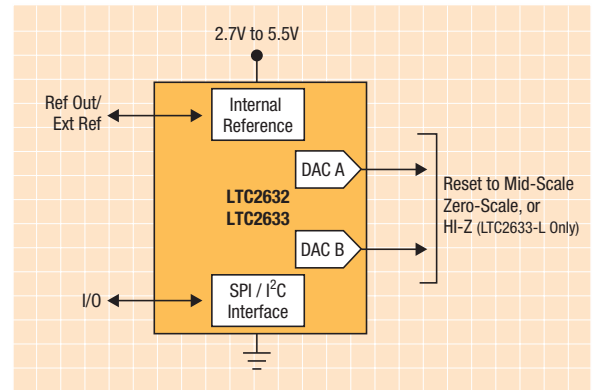 2.7V to 5.5V
Ref Out/
Ext Ref
Internal
Reference
DAC A
LTC2632
LTC2633
DAC B
Reset to Mid-Scale
Zero-Scale, or
HI-Z (LTC2633-L Only)
I/O
SPI / I²C
Interface